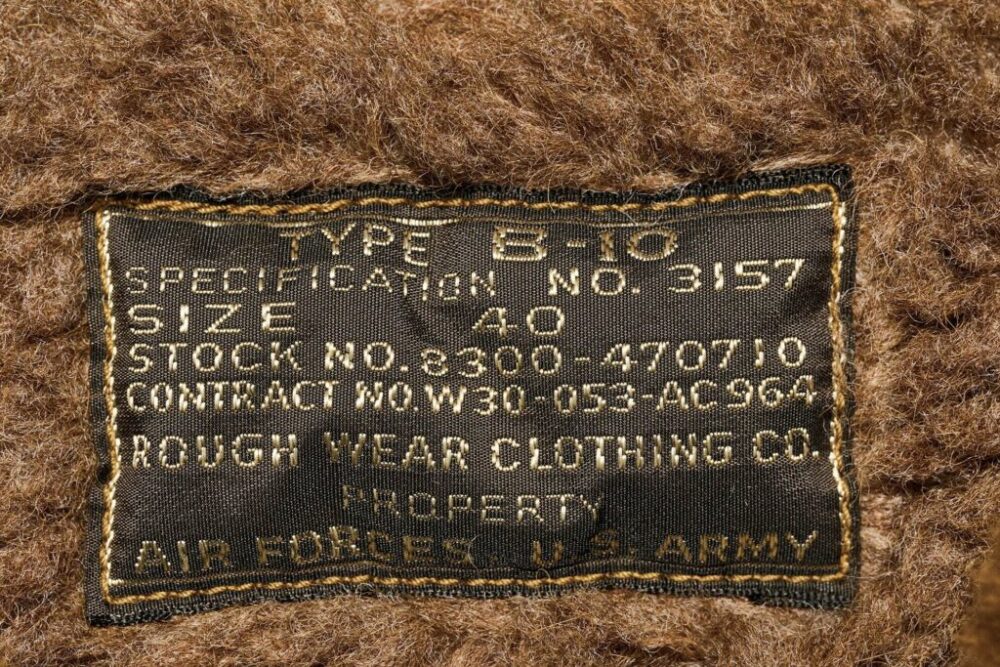 TYPE B-10
SPECIFICATION NO. 3157
SIZE 40
STOCK NO. 8300-470710
CONTRACT NO. W30-053-AC964
ROUGH WEAR CLOTHING CO.
PROPERTY
AIR FORCES, U.S. ARMY